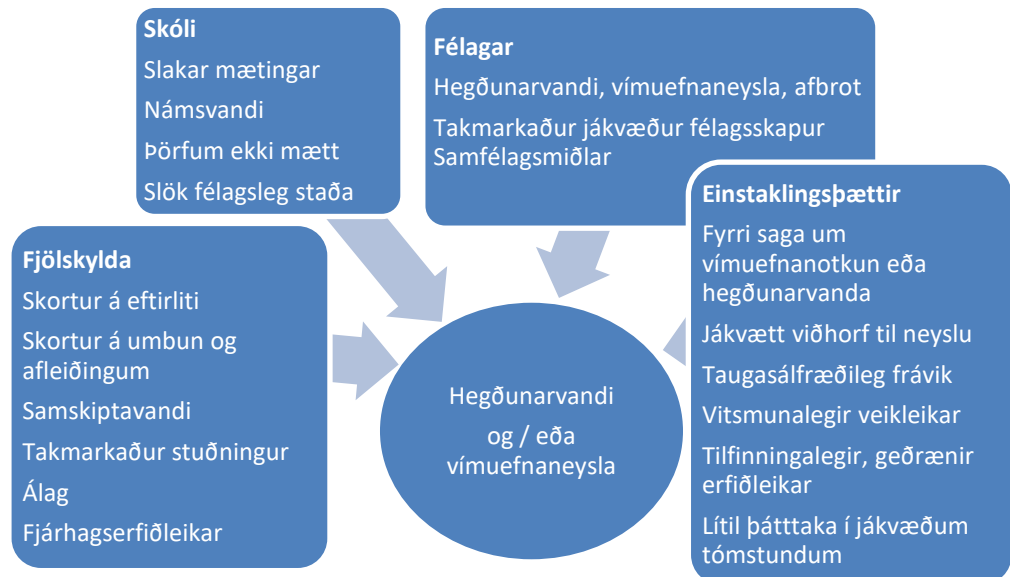 Skóli
Slakar mætingar
Námsvandi
Þörfum ekki mætt
Slök félagsleg staða
Félagar
Hegðunarvandi, vímuefnaneysla, afbrot
Takmarkaður jákvæður félagsskapur
Samfélagsmiðlar
Einstaklingsþættir
Fyrri saga um
vímuefnanotkun eða
hegðunarvanda
Jákvætt viðhorf til neyslu
Taugasálfræðileg frávik
Vitsmunalegir veikleikar
Tilfinningalegir, geðrænir
erfiðleikar
Lítil þátttaka í jákvæðum
tómstundum
Fjölskylda
Skortur á eftirliti
Skortur á umbun og
afleiðingum
Samskiptavandi
Takmarkaður stuðningur
Álag
Fjárhagserfiðleikar
Hegðunarvandi
og / eða
vímuefnaneysla